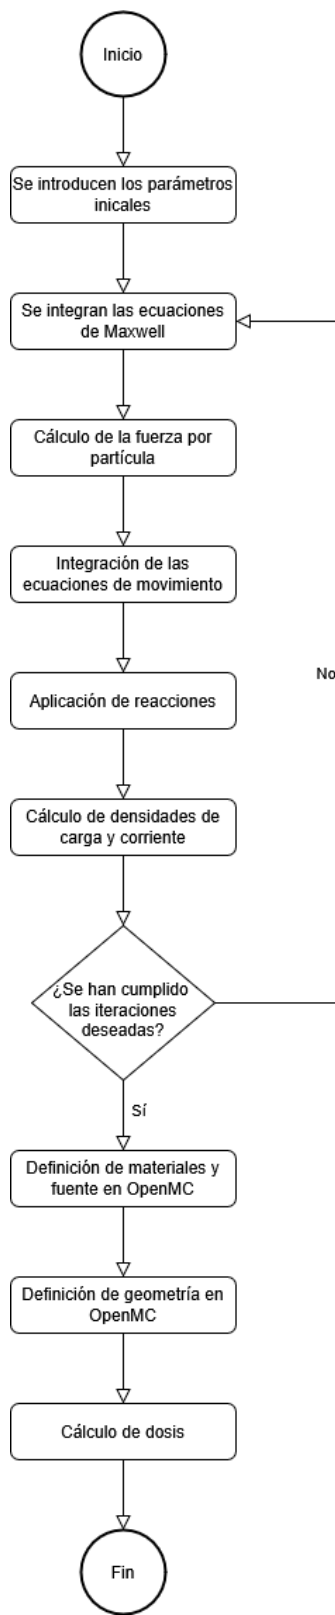 Inicio
Se introducen los parámetros
inicales
Se integran las ecuaciones
de Maxwell
Cálculo de la fuerza por
partícula
Integración de las
ecuaciones de movimiento
No
Aplicación de reacciones
Cálculo de densidades de
carga y corriente
¿Se han cumplido
las iteraciones
deseadas?
Sí
Definición de materiales y
fuente en OpenMC
Definición de geometría en
OpenMC
Cálculo de dosis
Fin